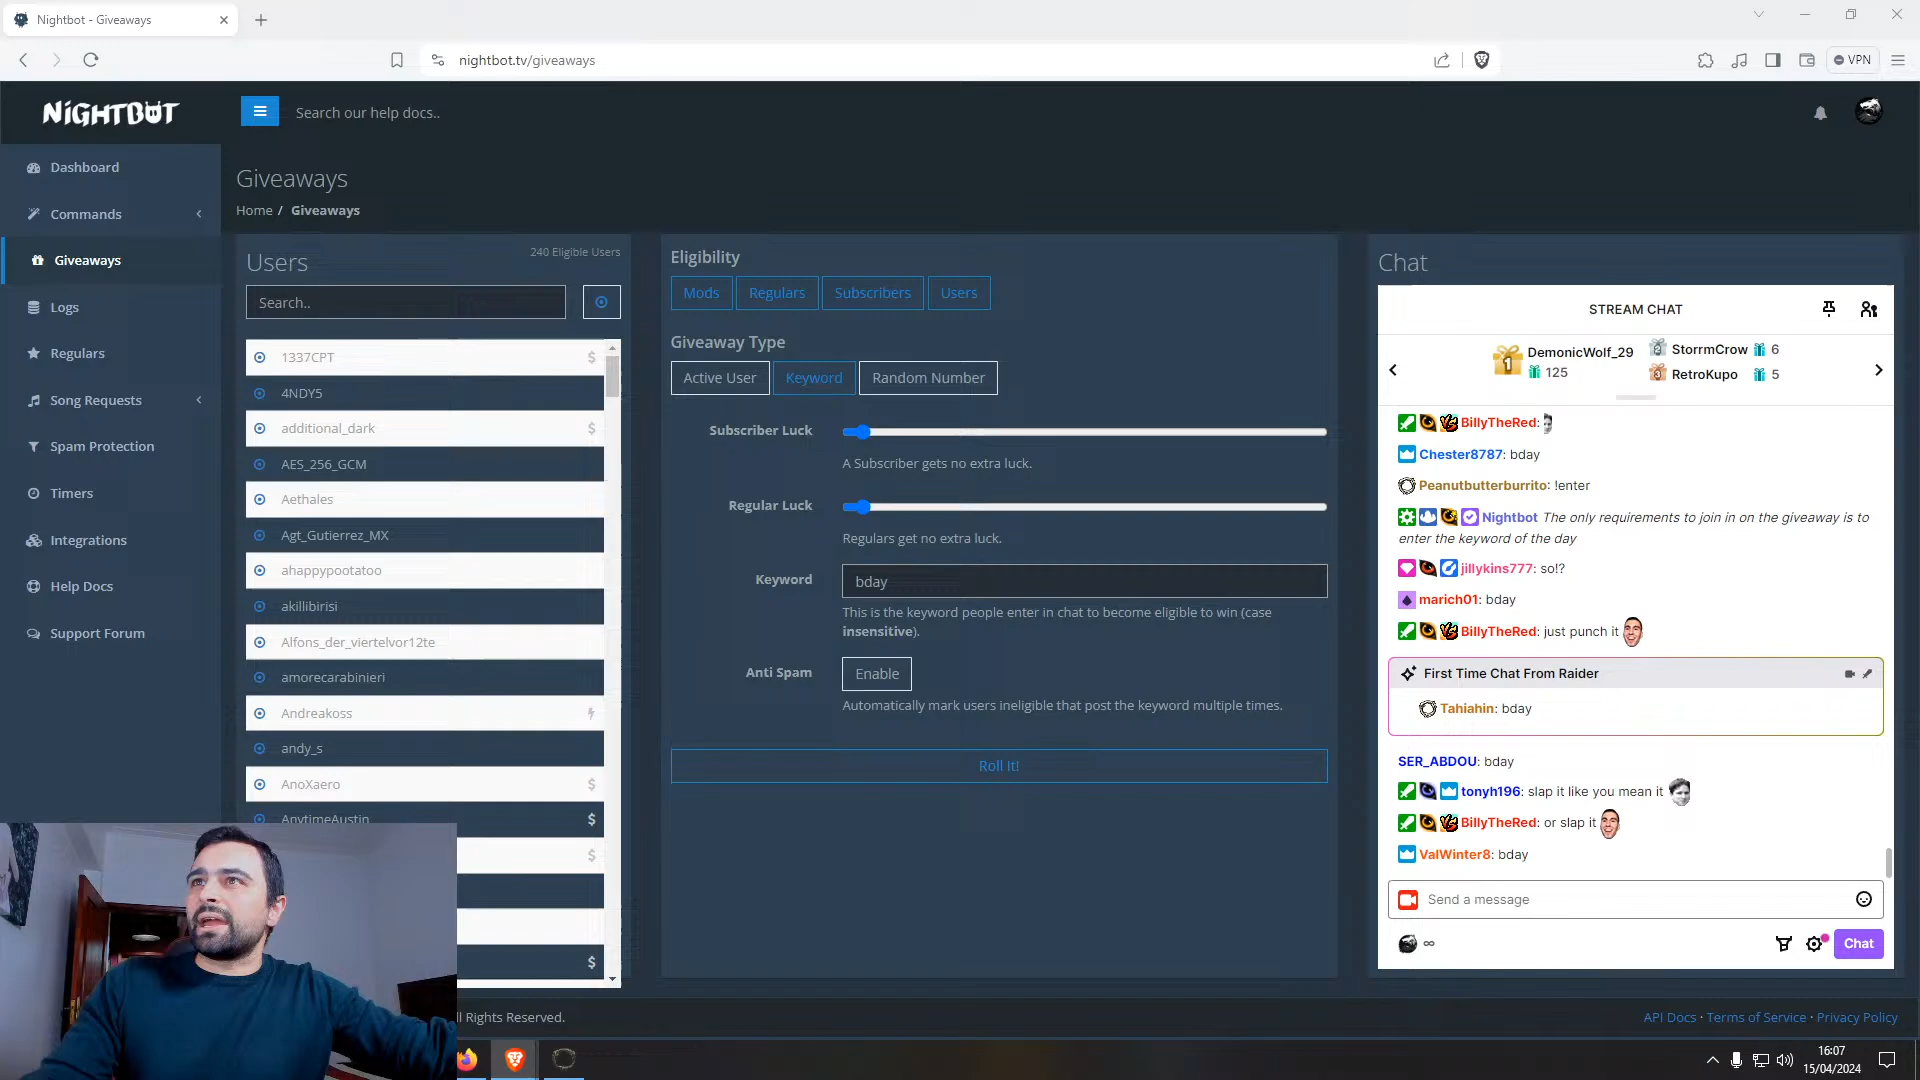 Nightbot - Giveaways
nightbot.tv/giveaways
VPN
NiGHTBOT
Search our help docs..
Dashboard
Commands
Giveaways
Logs
Regulars
Song Requests
Spam Protection
Timers
Integrations
Help Docs
Support Forum
Giveaways
Home / Giveaways
Users
240 Eligible Users
Search..
1337CPT $
4NDY5
additional_dark $
AES_256_GCM
Aethales
Agt_Gutierrez_MX
ahappypootatoo
akillibirisi
Alfons_der_viertelvor12te
amorecarabinieri
Andreakoss
andy_s
AnoXaero $
AnytimeAustin $
$
$
Eligibility
Mods Regulars Subscribers Users
Giveaway Type
Active User Keyword Random Number
Subscriber Luck
A Subscriber gets no extra luck.
Regular Luck
Regulars get no extra luck.
Keyword bday
This is the keyword people enter in chat to become eligible to win (case
insensitive).
Anti Spam Enable
Automatically mark users ineligible that post the keyword multiple times.
Roll It!
Chat
STREAM CHAT
1 DemonicWolf_29 125
2 StorrmCrow 6
3 RetroKupo 5
BillyTheRed:
Chester8787: bday
Peanutbutterburrito: !enter
Nightbot The only requirements to join in on the giveaway is to
enter the keyword of the day
jillykins777: so!?
marich01: bday
BillyTheRed: just punch it
First Time Chat From Raider
Tahiahin: bday
SER_ABDOU: bday
tonyh196: slap it like you mean it
BillyTheRed: or slap it
ValWinter8: bday
Send a message
∞
Chat
ll Rights Reserved.
API Docs · Terms of Service · Privacy Policy
16:07
15/04/2024